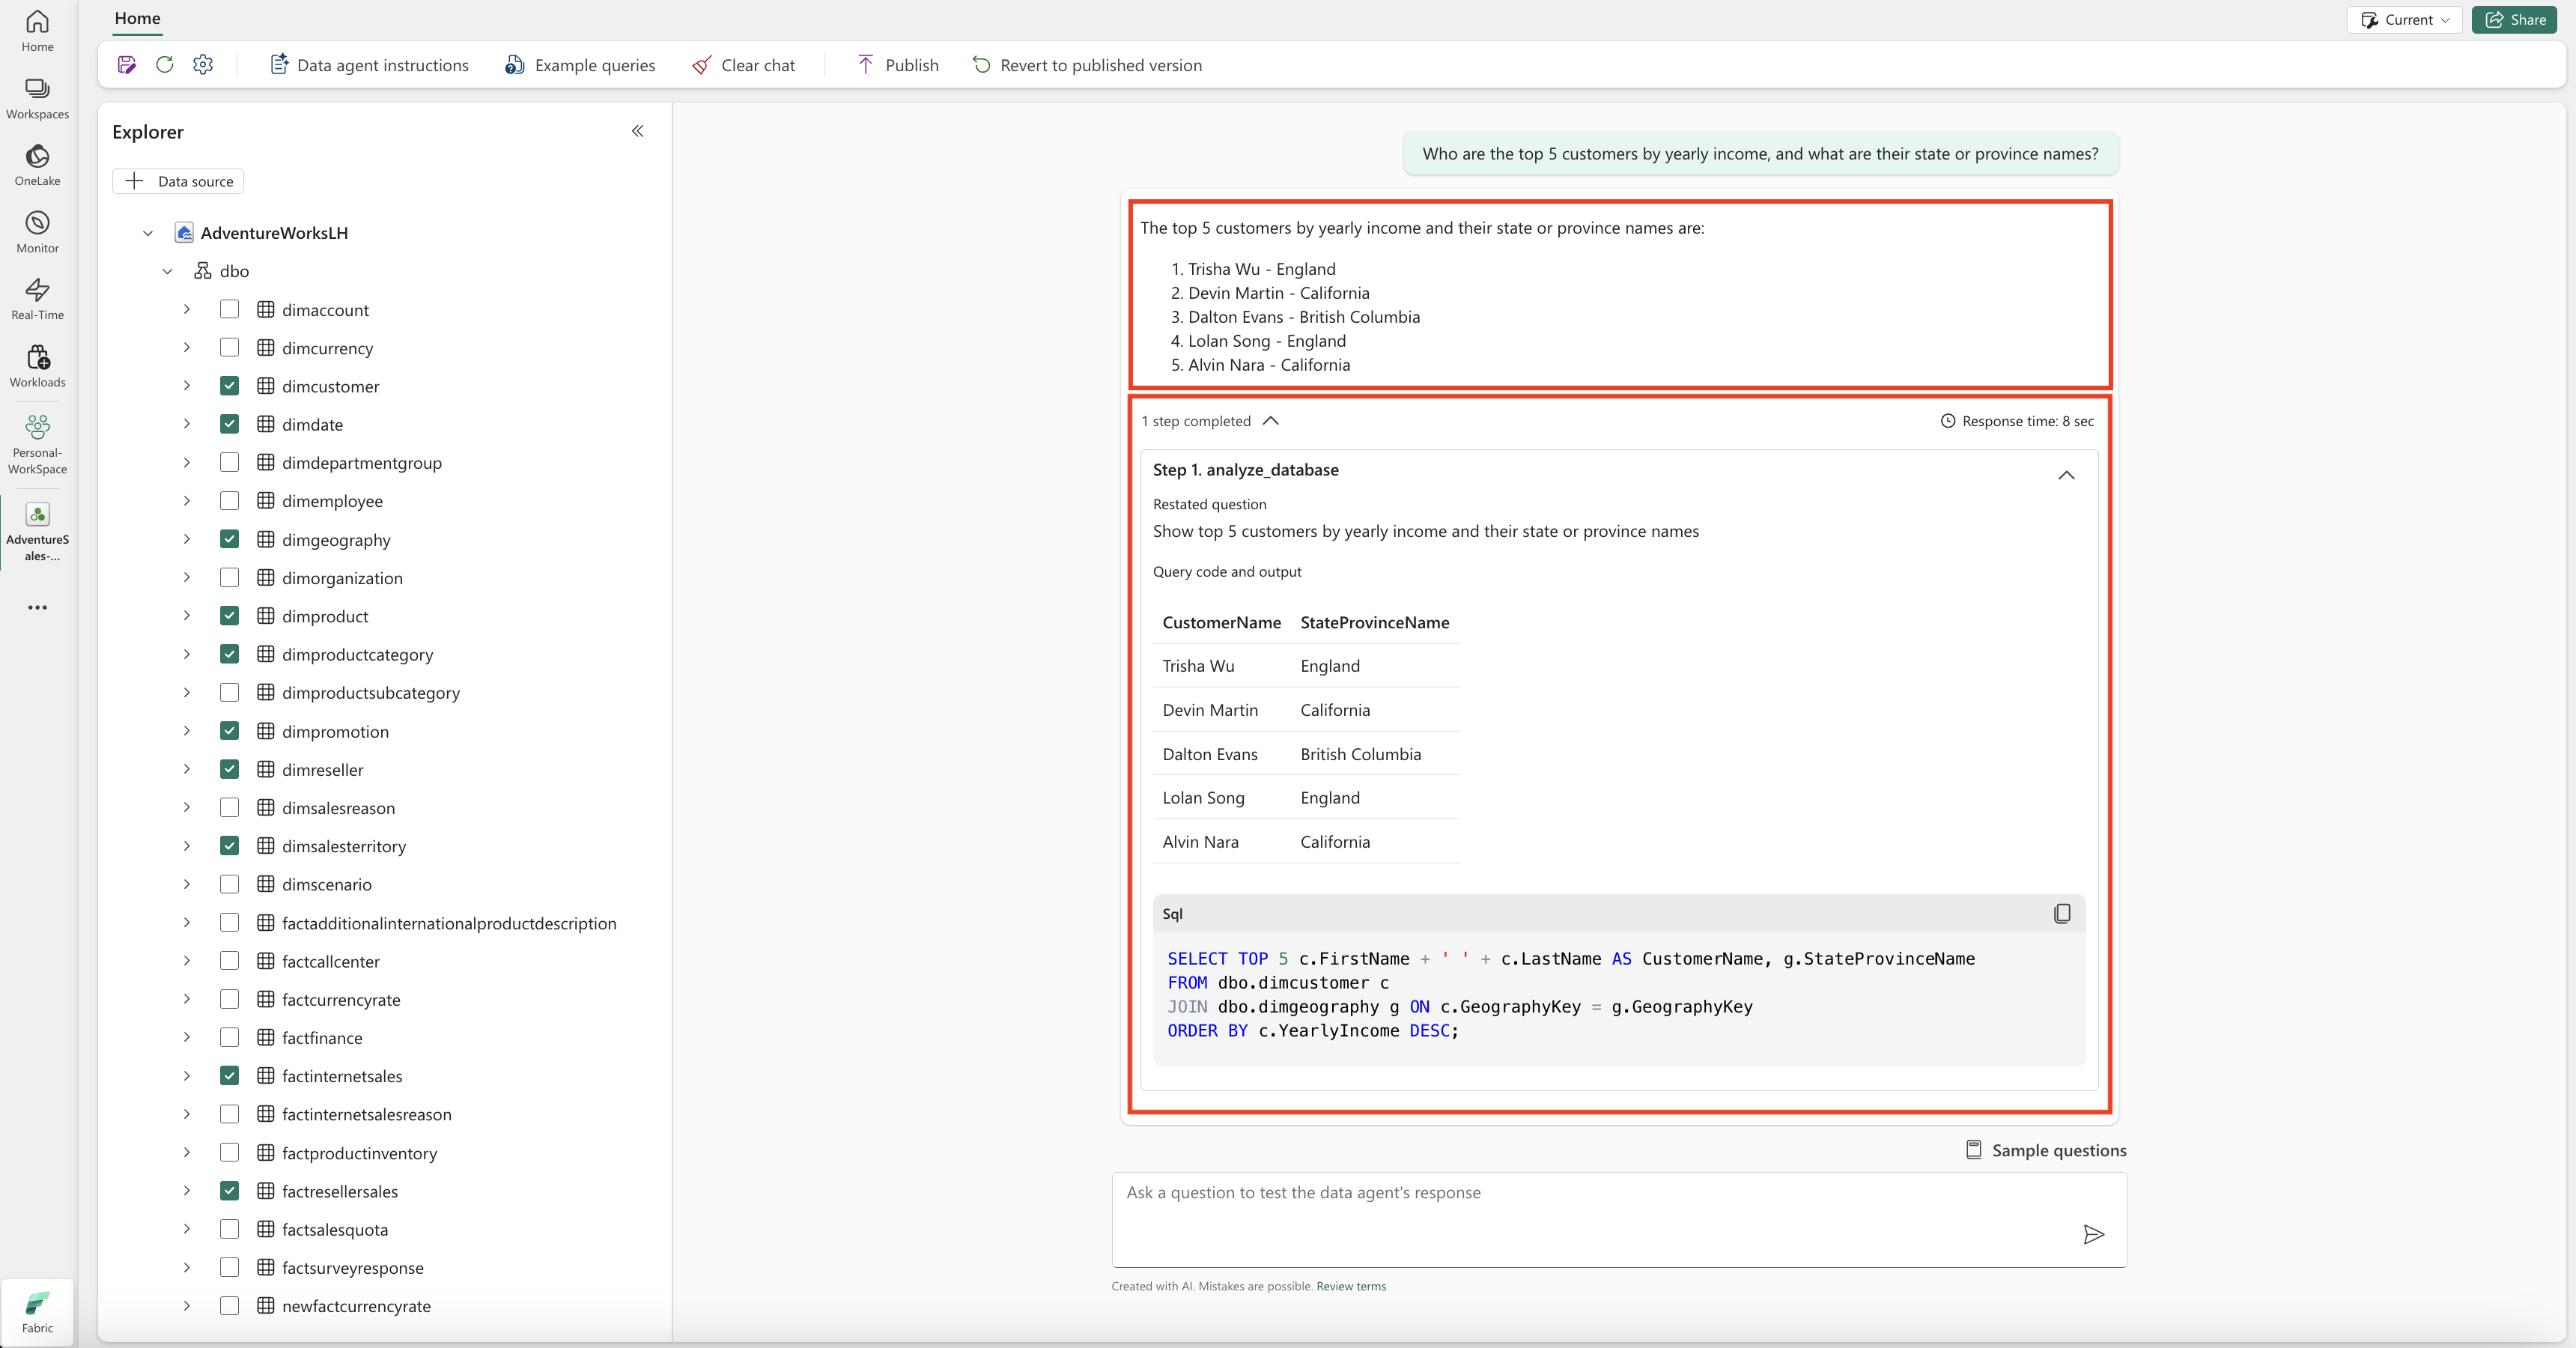 Home
Workspaces
OneLake
Monitor
Real-Time
Workloads
Personal-
WorkSpace
AdventureS
ales-...
Fabric
Home
Current
Share
Data agent instructions
Example queries
Clear chat
Publish
Revert to published version
Explorer
Data source
AdventureWorksLH
dbo
dimaccount
dimcurrency
dimcustomer
dimdate
dimdepartmentgroup
dimemployee
dimgeography
dimorganization
dimproduct
dimproductcategory
dimproductsubcategory
dimpromotion
dimreseller
dimsalesreason
dimsalesterritory
dimscenario
factadditionalinternationalproductdescription
factcallcenter
factcurrencyrate
factfinance
factinternetsales
factinternetsalesreason
factproductinventory
factresellersales
factsalesquota
factsurveyresponse
newfactcurrencyrate
Who are the top 5 customers by yearly income, and what are their state or province names?
The top 5 customers by yearly income and their state or province names are:
1. Trisha Wu - England
2. Devin Martin - California
3. Dalton Evans - British Columbia
4. Lolan Song - England
5. Alvin Nara - California
1 step completed
Response time: 8 sec
Step 1. analyze_database
Restated question
Show top 5 customers by yearly income and their state or province names
Query code and output
CustomerName StateProvinceName
Trisha Wu England
Devin Martin California
Dalton Evans British Columbia
Lolan Song England
Alvin Nara California
Sql
SELECT TOP 5 c.FirstName + ' ' + c.LastName AS CustomerName, g.StateProvinceName
FROM dbo.dimcustomer c
JOIN dbo.dimgeography g ON c.GeographyKey = g.GeographyKey
ORDER BY c.YearlyIncome DESC;
Sample questions
Ask a question to test the data agent's response
Created with AI. Mistakes are possible. Review terms